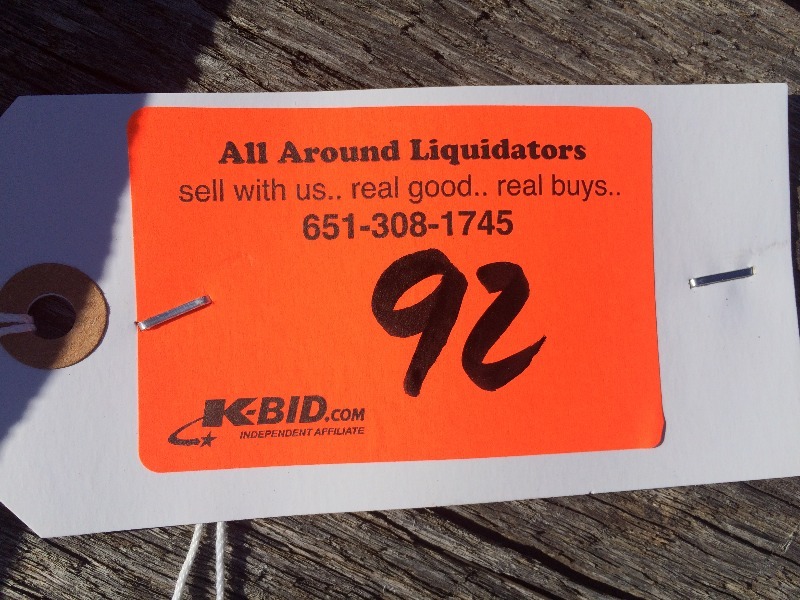 All Around Liquidators
sell with us.. real good.. real buys..
651-308-1745
92
K-BID.COM
INDEPENDENT AFFILIATE